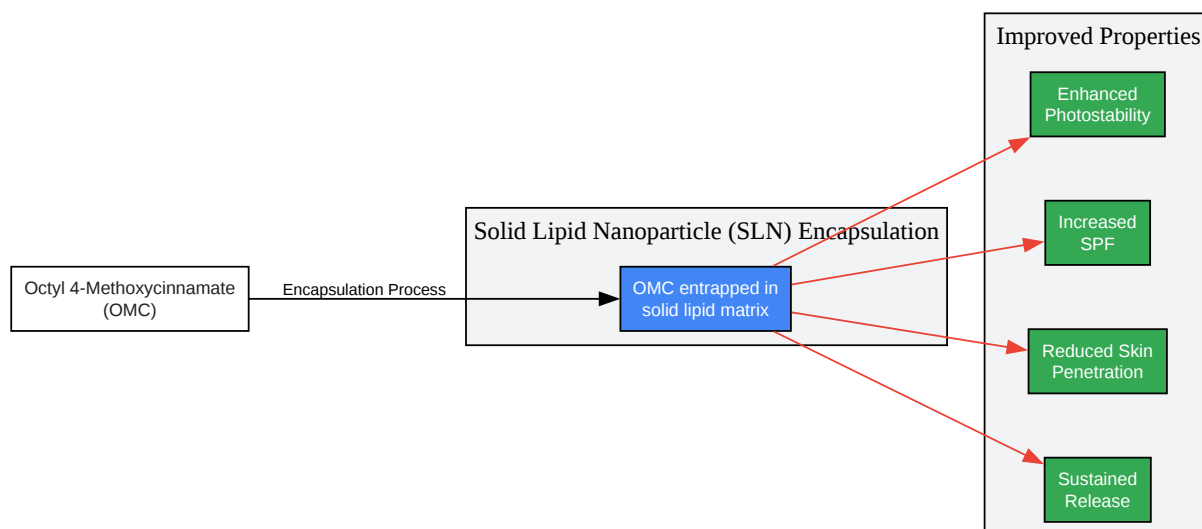 Octyl 4-Methoxycinnamate
(OMC)
Encapsulation Process
Solid Lipid Nanoparticle (SLN) Encapsulation
OMC entrapped in
solid lipid matrix
Improved Properties
Enhanced
Photostability
Increased
SPF
Reduced Skin
Penetration
Sustained
Release